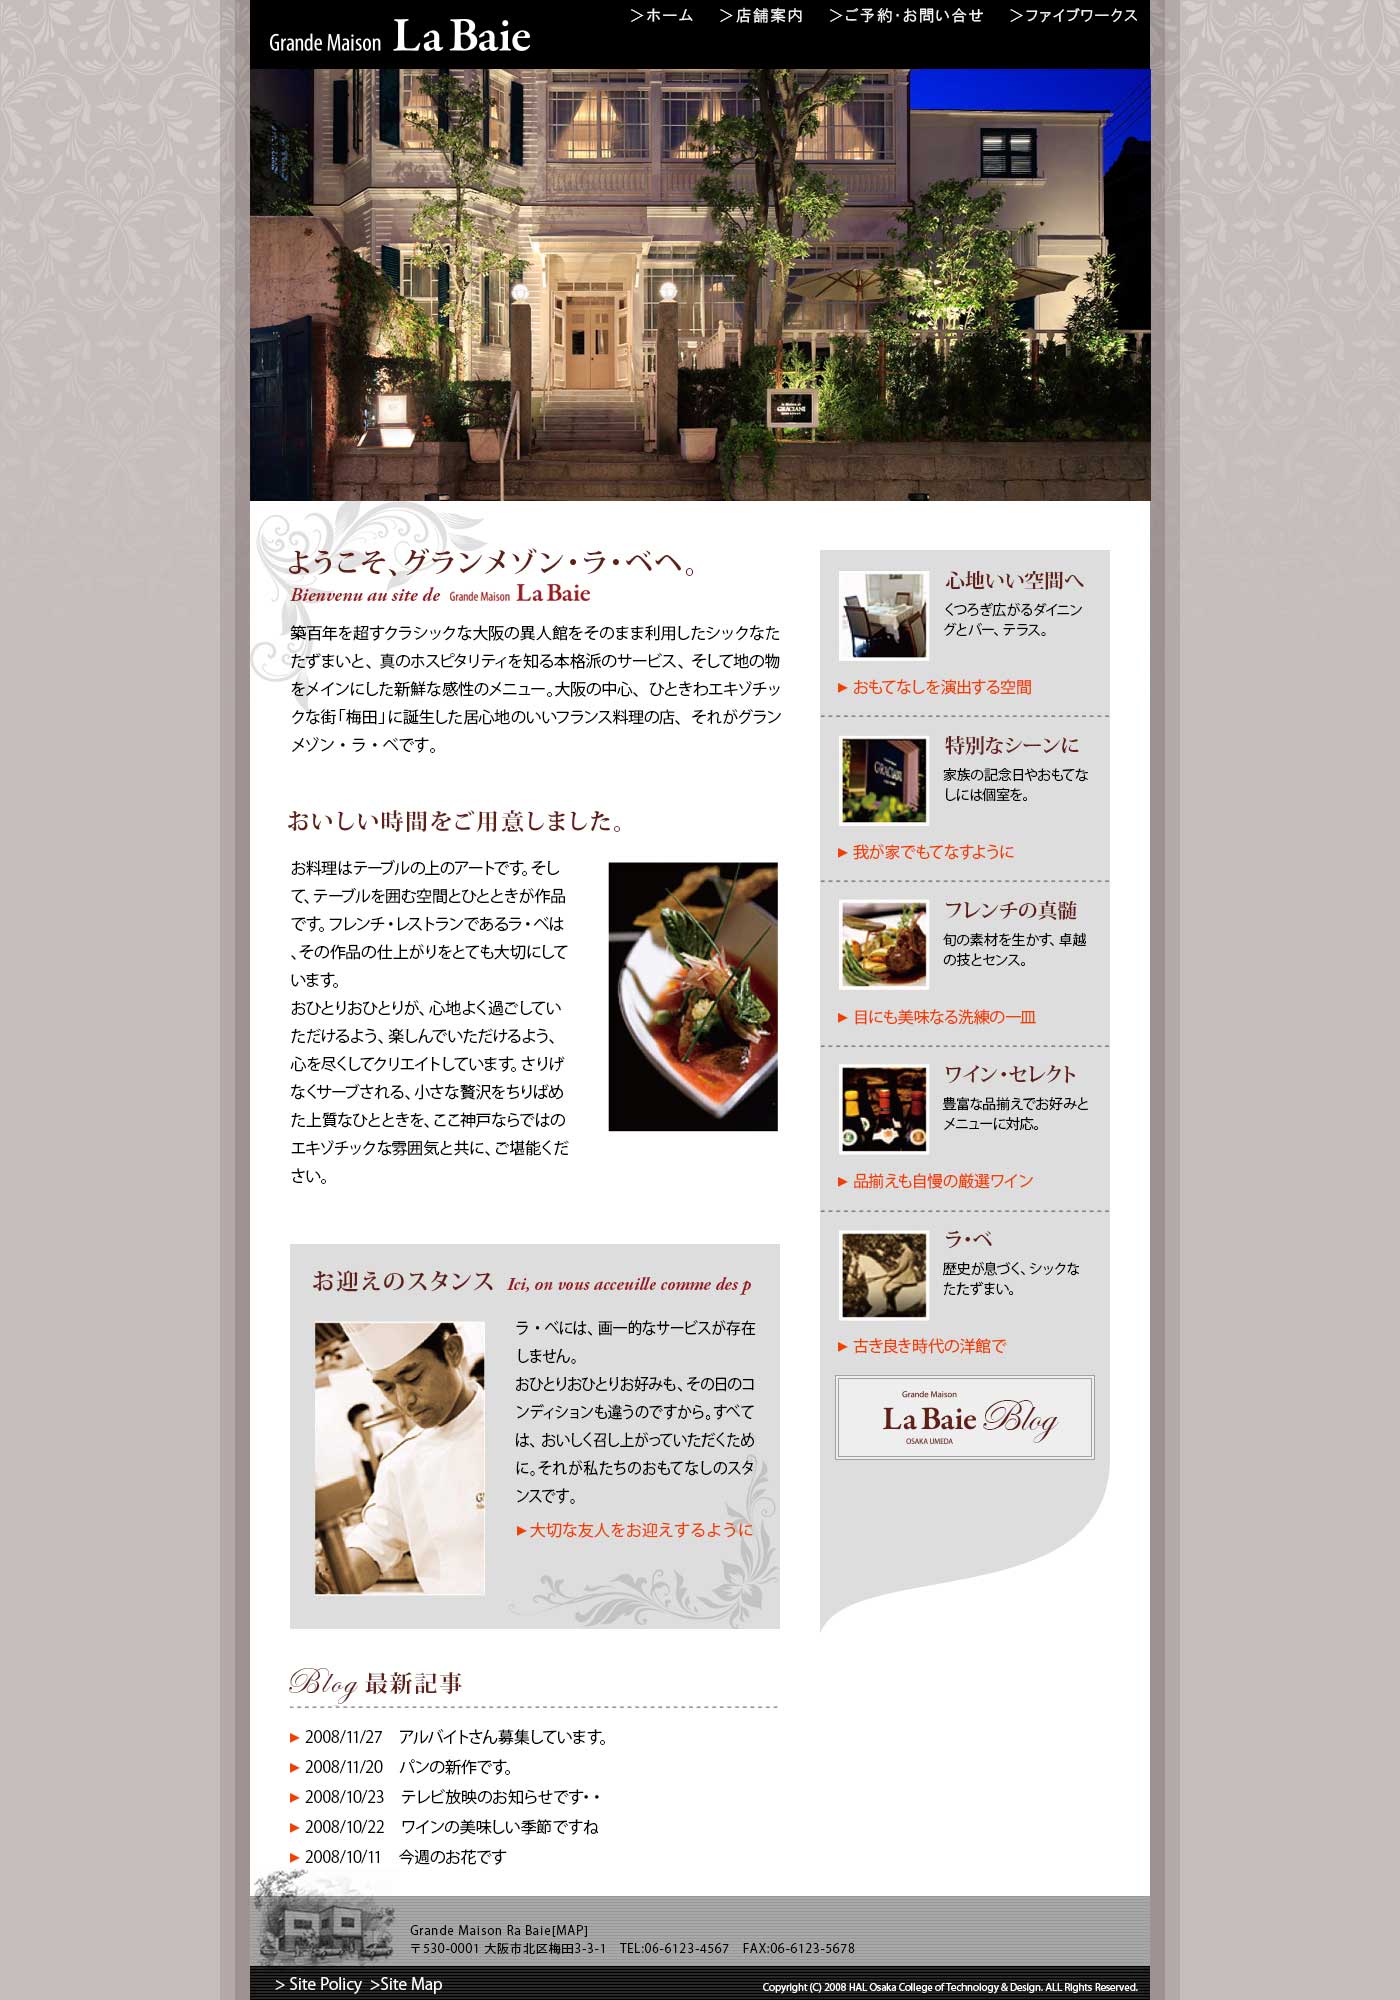 Grande Maison La Baie
＞ホーム ＞店舗案内 ＞ご予約・お問い合せ ＞ファイブワークス
GRACIANI
ようこそ、グランメゾン・ラ・べへ。
Bienvenu au site de Grande Maison La Baie
築百年を超すクラシックな大阪の異人館をそのまま利用したシックなた
たずまいと、真のホスピタリティを知る本格派のサービス、そして地の物
をメインにした新鮮な感性のメニュー。大阪の中心、ひときわエキゾチッ
クな街「梅田」に誕生した居心地のいいフランス料理の店、それがグラン
メゾン・ラ・べです。
おいしい時間をご用意しました。
お料理はテーブルの上のアートです。そし
て、テーブルを囲む空間とひとときが作品
です。フレンチ・レストランであるラ・べは
、その作品の仕上がりをとても大切にして
います。
おひとりおひとりが、心地よく過ごしてい
ただけるよう、楽しんでいただけるよう、
心を尽くしてクリエイトしています。さりげ
なくサーブされる、小さな贅沢をちりばめ
た上質なひとときを、ここ神戸ならではの
エキゾチックな雰囲気と共に、ご堪能くだ
さい。
お迎えのスタンス Ici, on vous acceuille comme des p
ラ・べには、画一的なサービスが存在
しません。
おひとりおひとりお好みも、その日のコ
ンディションも違うのですから。すべて
は、おいしく召し上がっていただくため
に。それが私たちのおもてなしのスタ
ンスです。
▶大切な友人をお迎えするように
Blog 最新記事
▶ 2008/11/27 アルバイトさん募集しています。
▶ 2008/11/20 パンの新作です。
▶ 2008/10/23 テレビ放映のお知らせです・・
▶ 2008/10/22 ワインの美味しい季節ですね
▶ 2008/10/11 今週のお花です
心地いい空間へ
くつろぎ広がるダイニン
グとバー、テラス。
▶ おもてなしを演出する空間
特別なシーンに
家族の記念日やおもてな
しには個室を。
GRACIANI
▶ 我が家でもてなすように
フレンチの真髄
旬の素材を生かす、卓越
の技とセンス。
▶ 目にも美味なる洗練の一皿
ワイン・セレクト
豊富な品揃えでお好みと
メニューに対応。
▶ 品揃えも自慢の厳選ワイン
ラ・べ
歴史が息づく、シックな
たたずまい。
▶ 古き良き時代の洋館で
Grande Maison
La Baie Blog
OSAKA UMEDA
Grande Maison Ra Baie[MAP]
〒530-0001 大阪市北区梅田3-3-1 TEL:06-6123-4567 FAX:06-6123-5678
> Site Policy >Site Map
Copyright (C) 2008 HAL Osaka College of Technology & Design. ALL Rights Reserved.